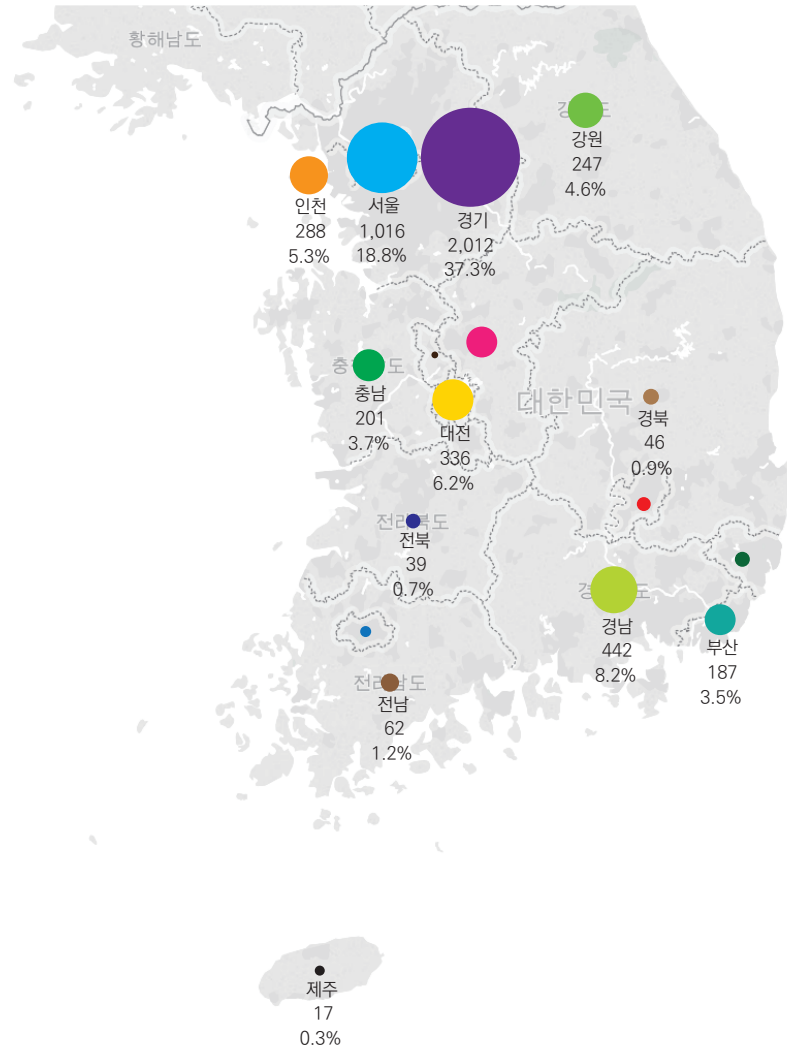 황해남도
강원
247
4.6%
인천
288
5.3%
서울
1,016
18.8%
경기
2,012
37.3%
충남
201
3.7%
대전
336
6.2%
대한민국
경북
46
0.9%
전북
39
0.7%
경남
442
8.2%
부산
187
3.5%
전남
62
1.2%
제주
17
0.3%